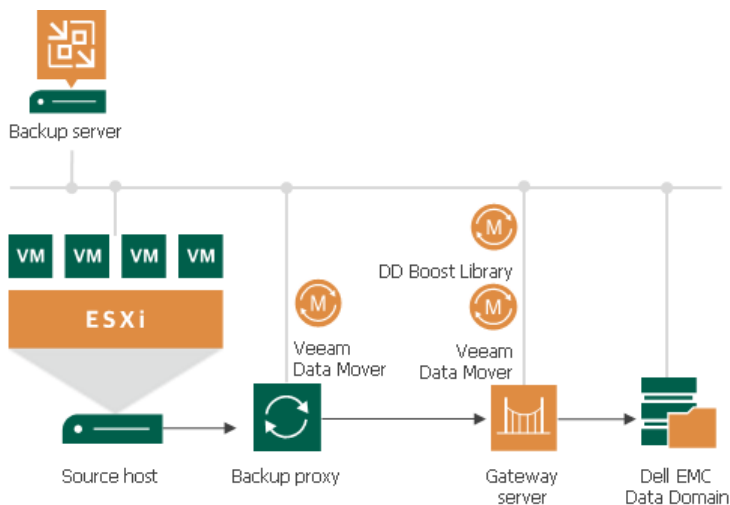 Backup server
VM VM VM VM
ESXi
M
DD Boost Library
M
Veeam
Data Mover
M
Veeam
Data Mover
Source host
Backup proxy
Gateway
server
Dell EMC
Data Domain